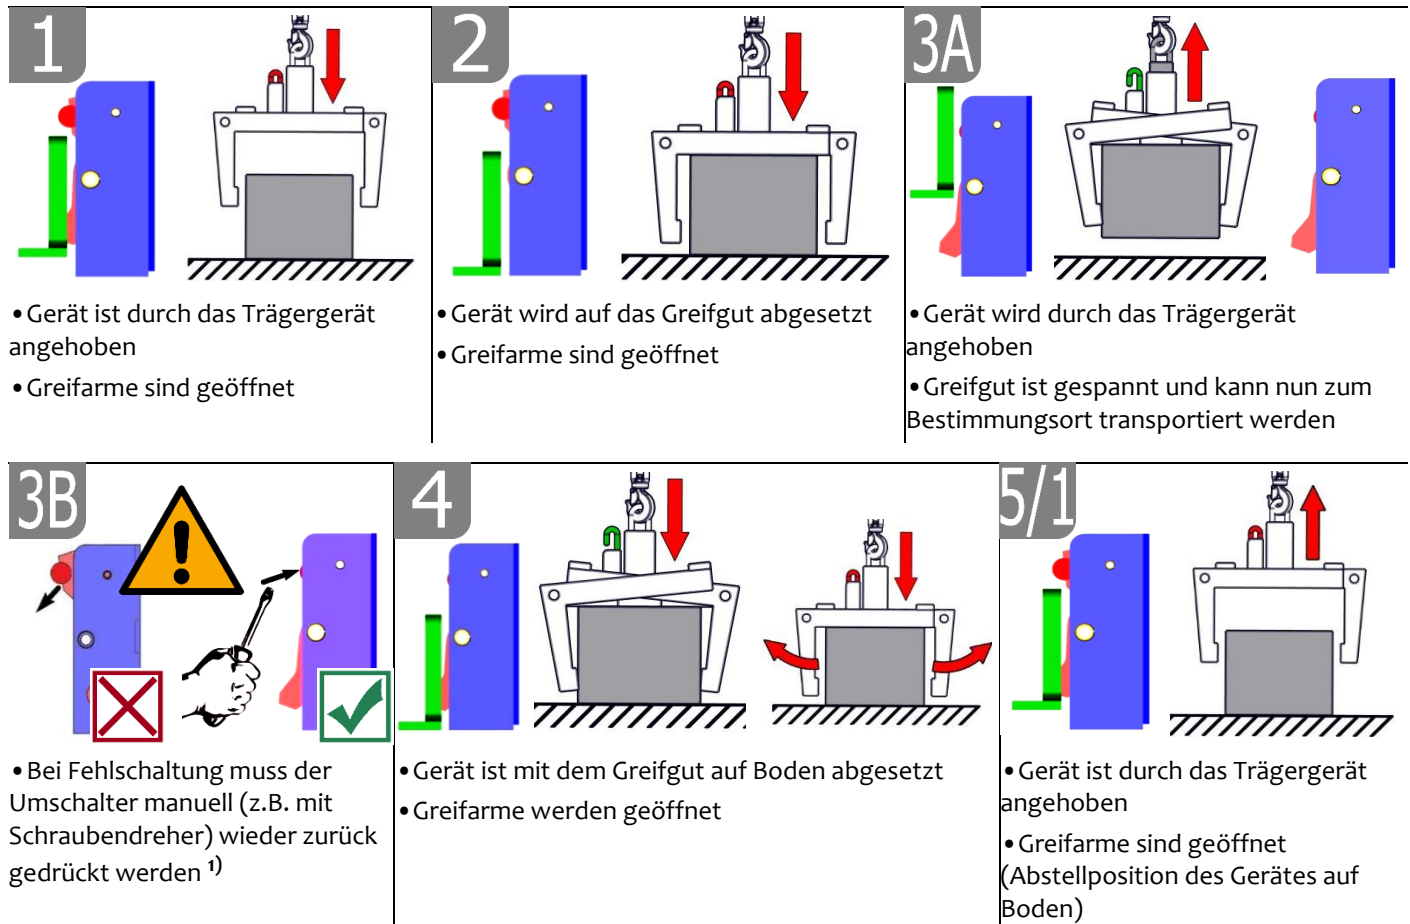 1
2
3A
• Gerät ist durch das Trägergerät
angehoben
• Greifarme sind geöffnet
• Gerät wird auf das Greifgut abgesetzt
• Greifarme sind geöffnet
• Gerät wird durch das Trägergerät
angehoben
• Greifgut ist gespannt und kann nun zum
Bestimmungsort transportiert werden
3B
4
5/1
• Bei Fehlschaltung muss der
Umschalter manuell (z.B. mit
Schraubendreher) wieder zurück
gedrückt werden ¹⁾
• Gerät ist mit dem Greifgut auf Boden abgesetzt
• Greifarme werden geöffnet
• Gerät ist durch das Trägergerät
angehoben
• Greifarme sind geöffnet
(Abstellposition des Gerätes auf
Boden)